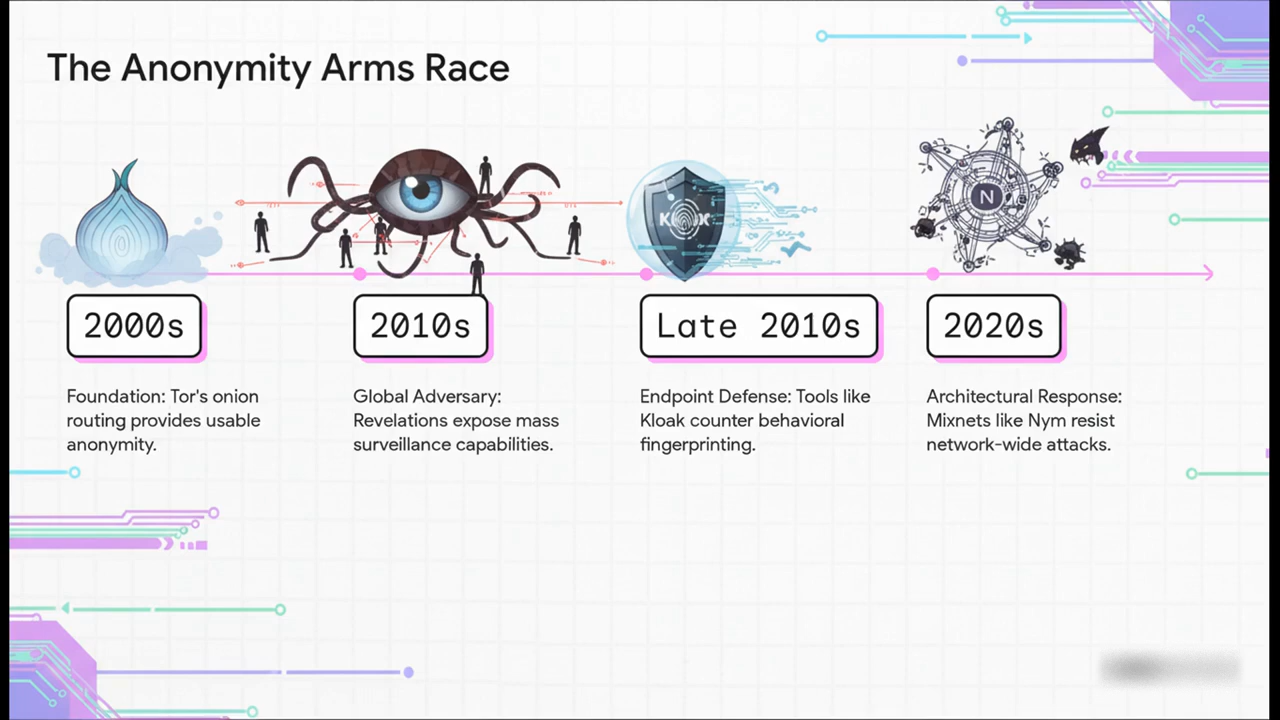 The Anonymity Arms Race
N
2000s
2010s
Late 2010s
2020s
Foundation: Tor's onion
routing provides usable
anonymity.
Global Adversary:
Revelations expose mass
surveillance capabilities.
Endpoint Defense: Tools like
Kloak counter behavioral
fingerprinting.
Architectural Response:
Mixnets like Nym resist
network-wide attacks.